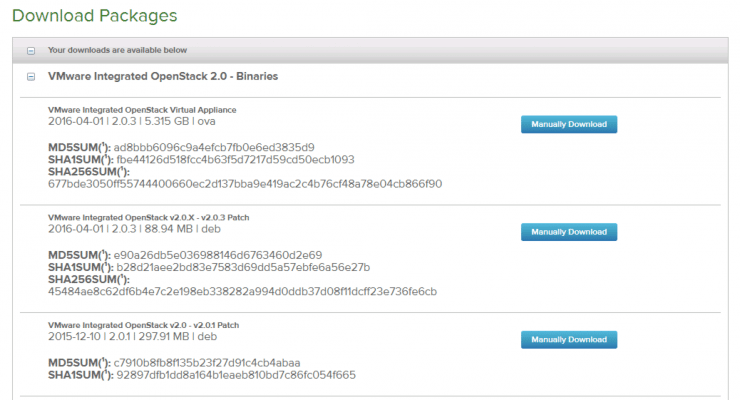 Download Packages
Your downloads are available below
VMware Integrated OpenStack 2.0 - Binaries
VMware Integrated OpenStack Virtual Appliance
2016-04-01 | 2.0.3 | 5.315 GB | ova
Manually Download
MD5SUM(¹): ad8bbb6096c9a4efcb7fb0e6ed3835d9
SHA1SUM(¹): fbe44126d518fcc4b63f5d7217d59cd50ecb1093
SHA256SUM(¹):
677bde3050ff55744400660ec2d137bba9e419ac2c4b76cf48a78e04cb866f90
VMware Integrated OpenStack v2.0.X - v2.0.3 Patch
2016-04-01 | 2.0.3 | 88.94 MB | deb
Manually Download
MD5SUM(¹): e90a26db5e036988146d6763460d2e69
SHA1SUM(¹): b28d21aee2bd83e7583d69dd5a57ebfe6a56e27b
SHA256SUM(¹):
45484ae8c62df6b4e7c2e198eb338282a994d0ddb37d08f11dcff23e736fe6cb
VMware Integrated OpenStack v2.0 - v2.0.1 Patch
2015-12-10 | 2.0.1 | 297.91 MB | deb
Manually Download
MD5SUM(¹): c7910b8fb8f135b23f27d91c4cb4abaa
SHA1SUM(¹): 92897dfb1dd8a164b1eaeb810bd7c86fc054f665